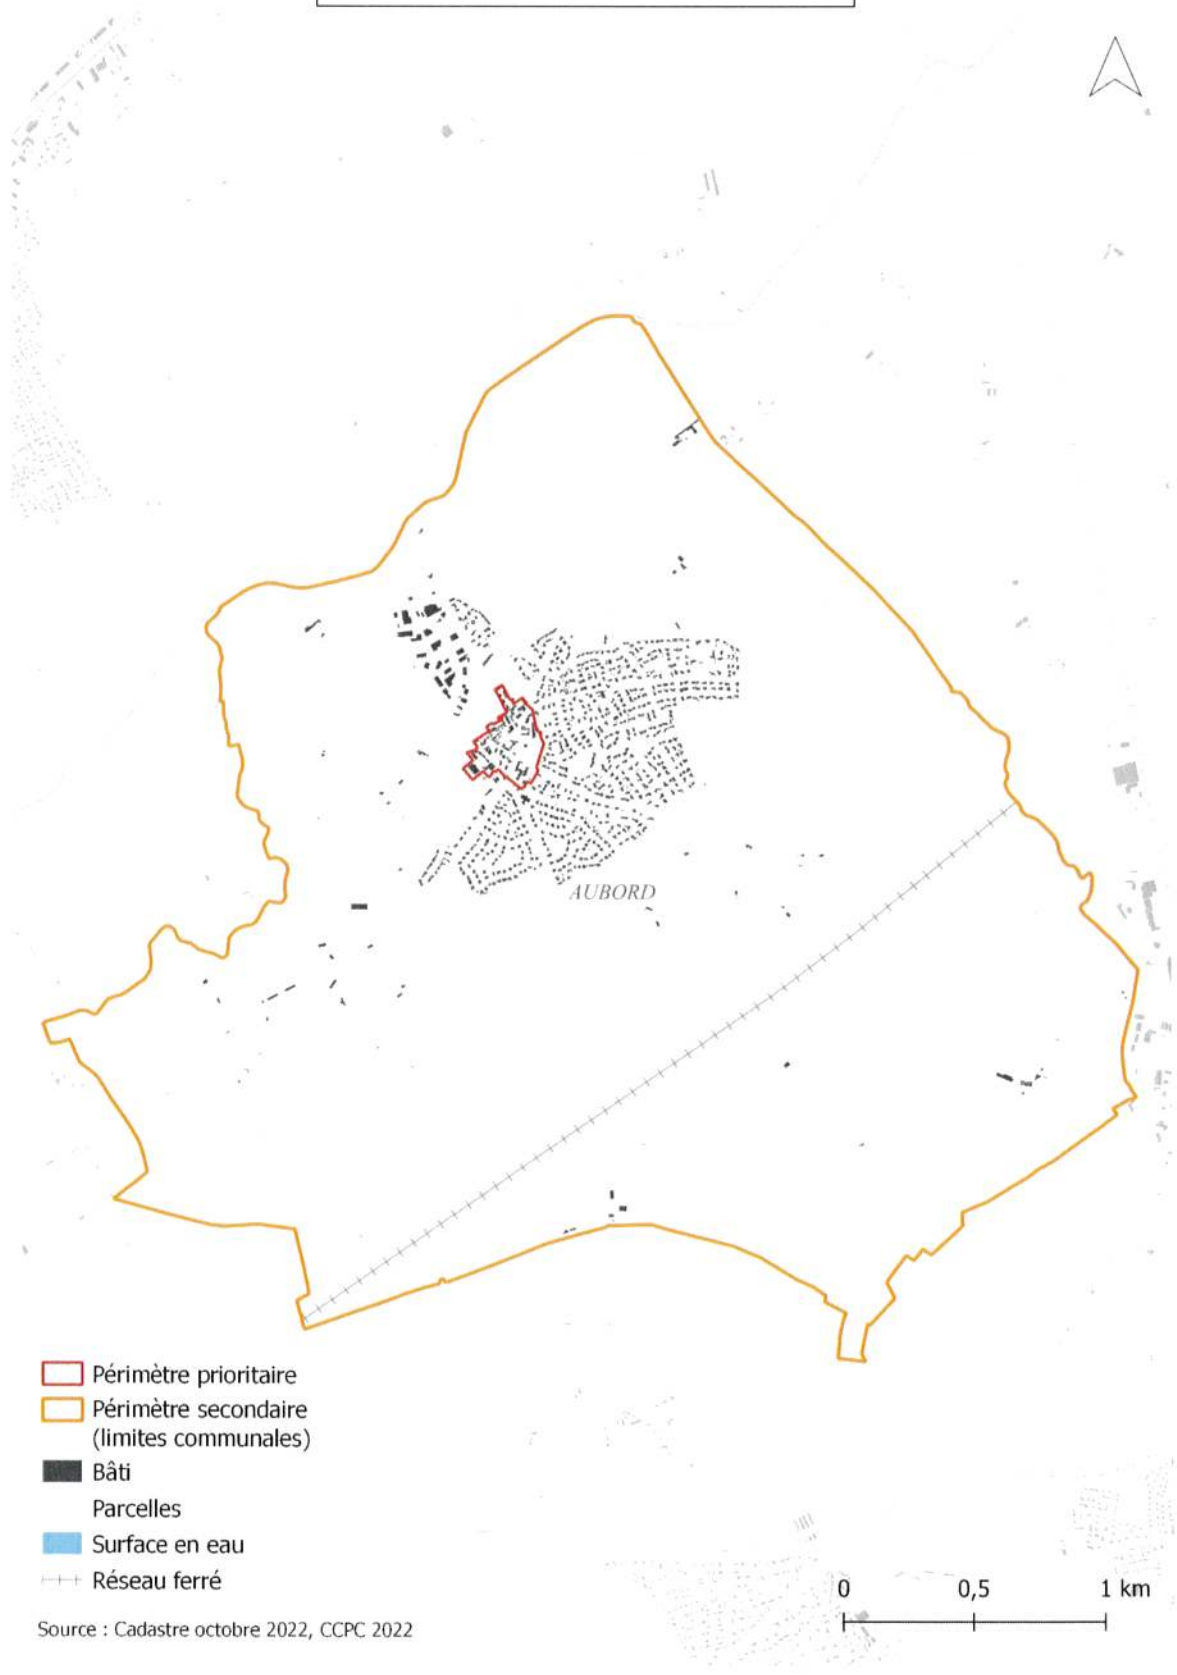 AUBORD
Périmètre prioritaire
Périmètre secondaire
(limites communales)
Bâti
Parcelles
Surface en eau
Réseau ferré
0 0,5 1 km
Source : Cadastre octobre 2022, CCPC 2022